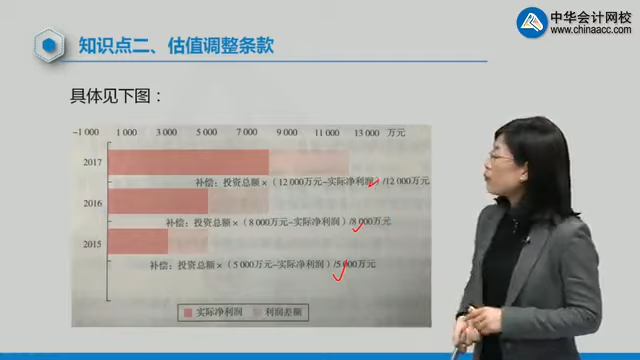 中华会计网校
www.chinaacc.com
知识点二、估值调整条款
具体见下图：
-1 000 1 000 3 000 5 000 7 000 9 000 11 000 13 000 万元
2017
补偿：投资总额×（12 000万元-实际净利润）/12 000万元
2016
补偿：投资总额×（8 000万元-实际净利润）/8 000万元
2015
补偿：投资总额×（5 000万元-实际净利润）/5 000万元
实际净利润 利润差额